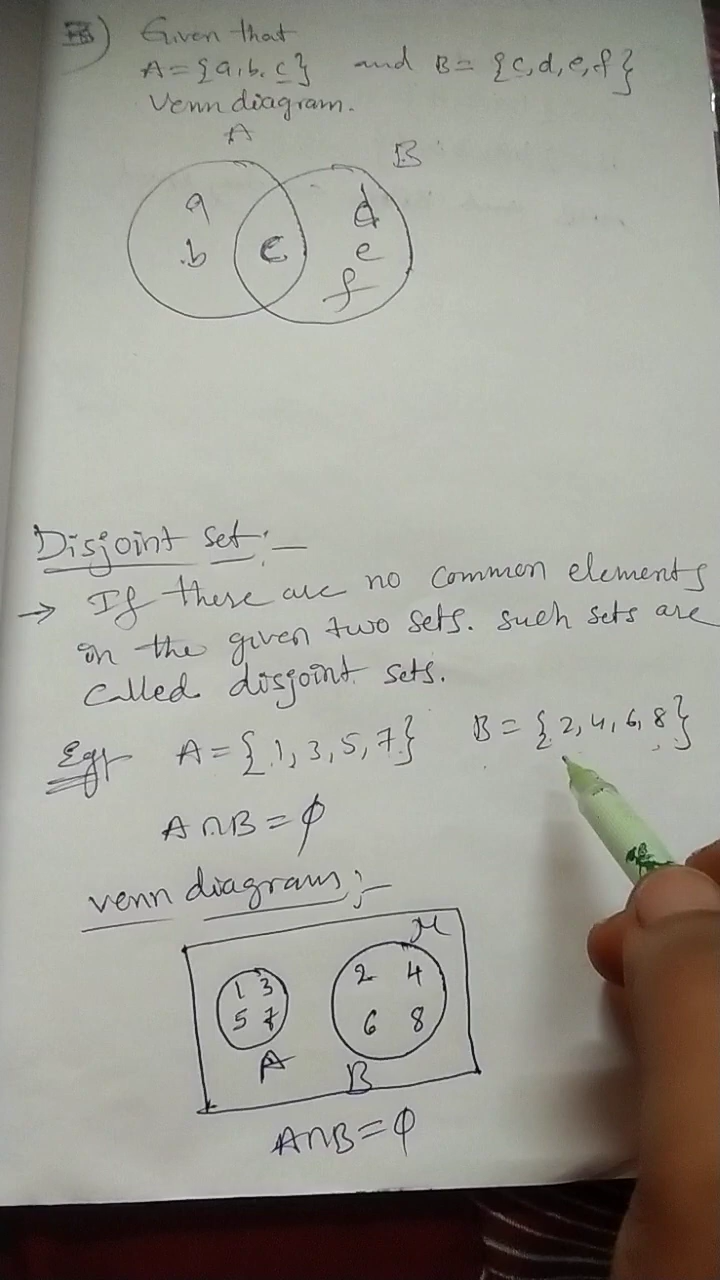 Given that
A = {a, b, c} and B = {c, d, e, f}
Venn diagram.
A B
a d
b c e
f
Disjoint set :-
→ If there are no common elements
in the given two sets. such sets are
called disjoint sets.
Eg:- A = {1, 3, 5, 7} B = {2, 4, 6, 8}
A∩B = ϕ
venn diagrams :-
μ
1 3 2 4
5 7 6 8
A B
A∩B = ϕ